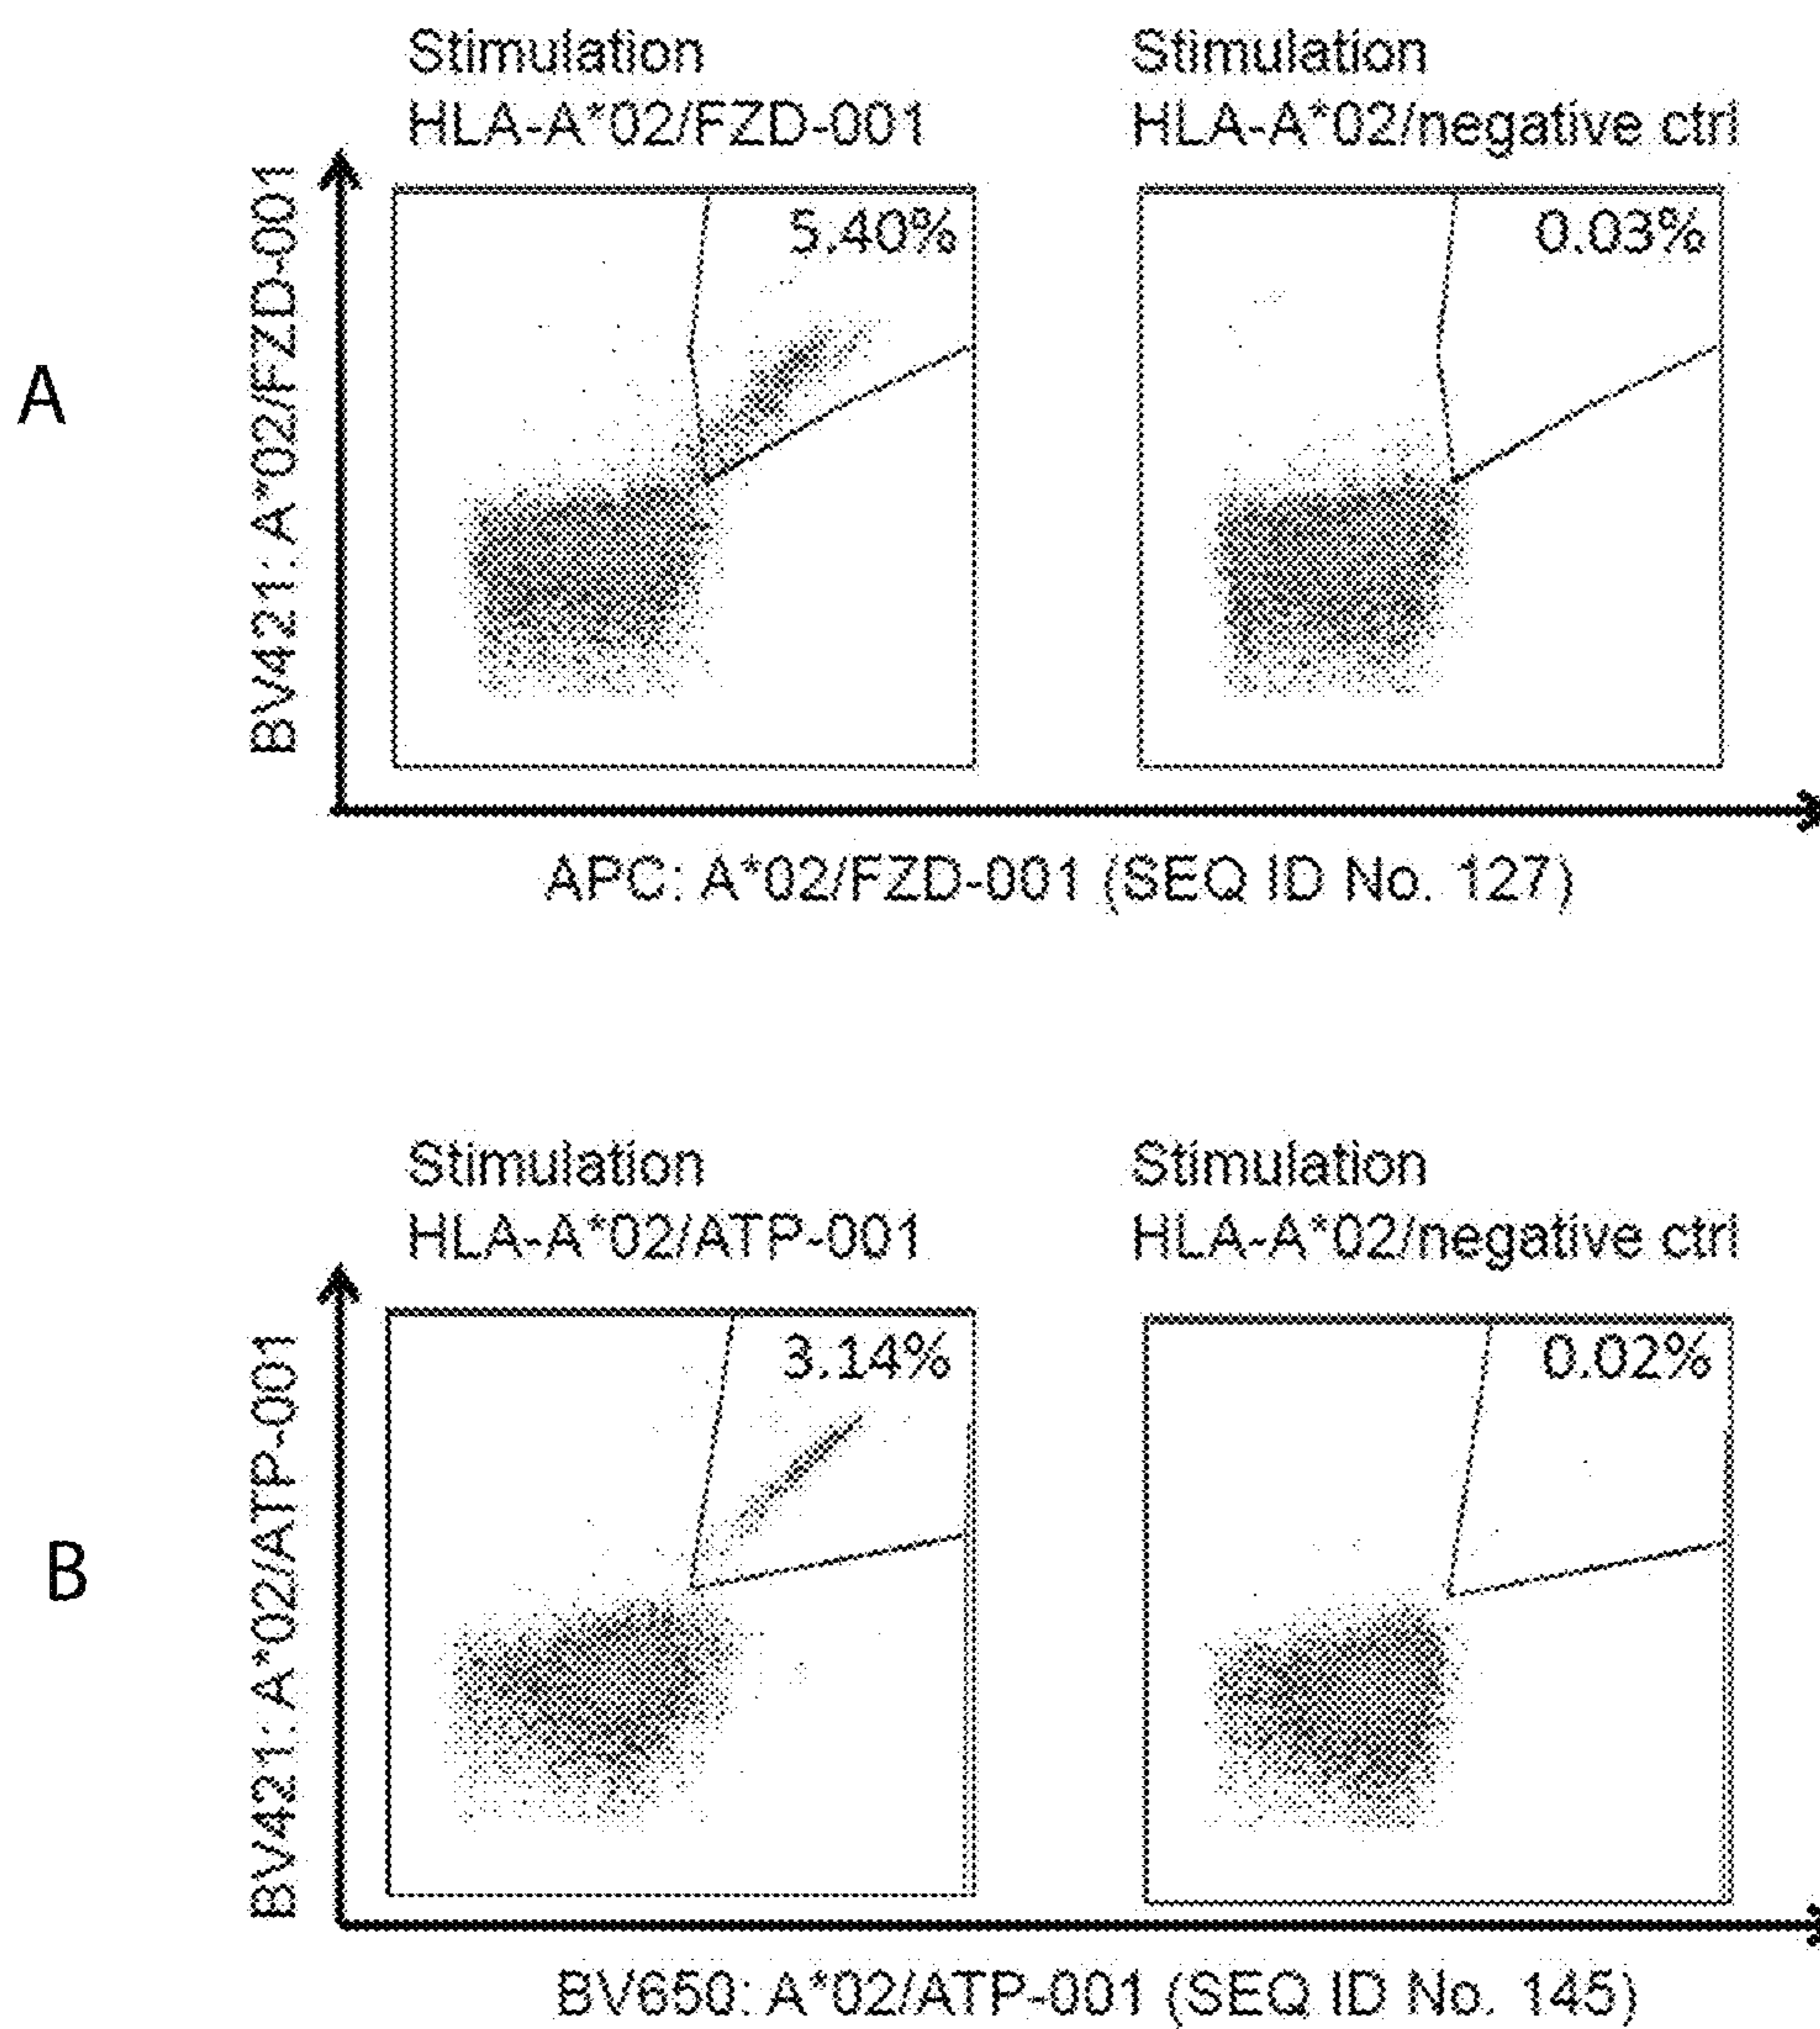 Stimulation
HLA-A*02/FZD-001
Stimulation
HLA-A*02/negative ctrl
A
BV421: A*02/FZD-001
5.40%
0.03%
APC: A*02/FZD-001 (SEQ ID No. 127)
Stimulation
HLA-A*02/ATP-001
Stimulation
HLA-A*02/negative ctrl
B
BV421: A*02/ATP-001
3.14%
0.02%
BV650: A*02/ATP-001 (SEQ ID No. 145)